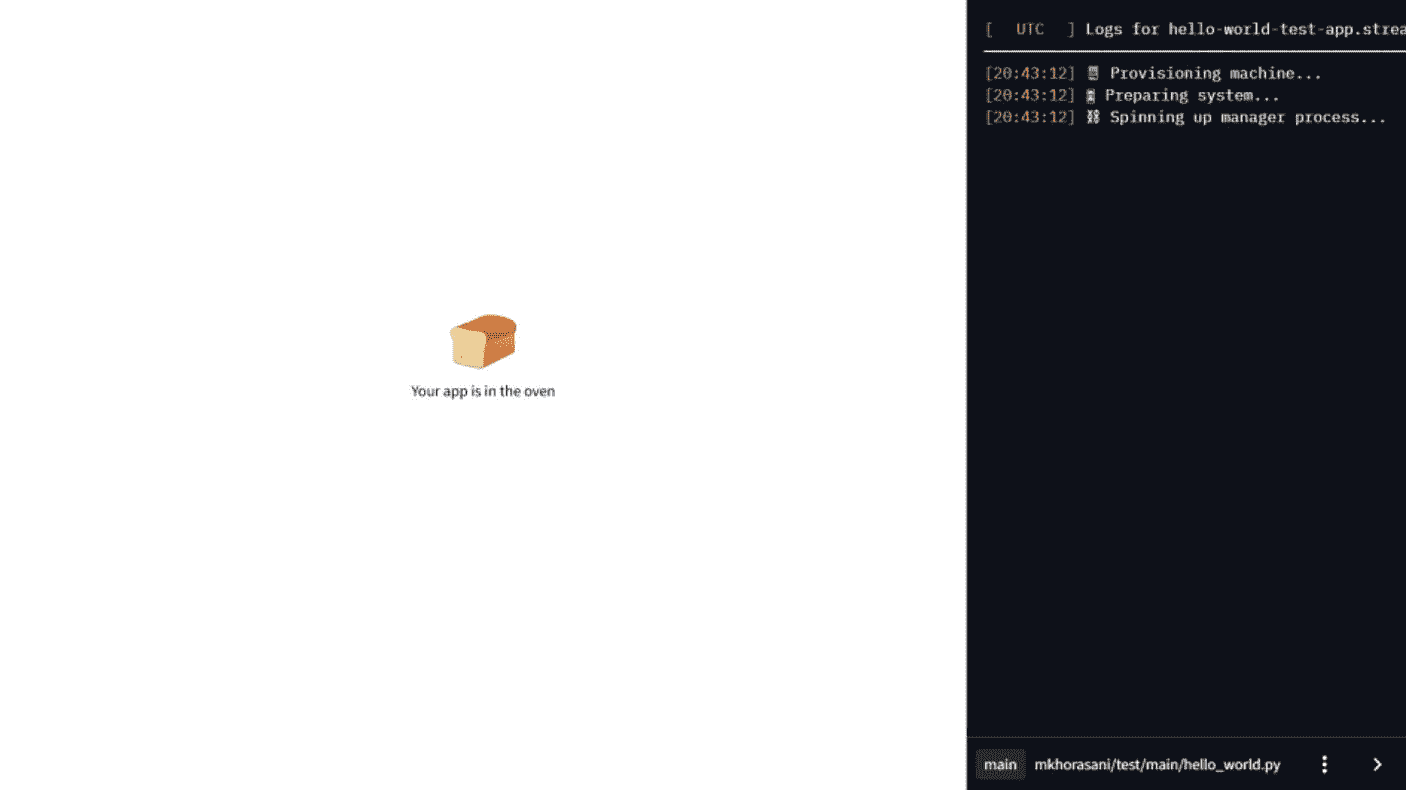 Your app is in the oven
[ UTC ] Logs for hello-world-test-app.strea
[20:43:12] Provisioning machine...
[20:43:12] Preparing system...
[20:43:12] Spinning up manager process...
main mkhorasani/test/main/hello_world.py